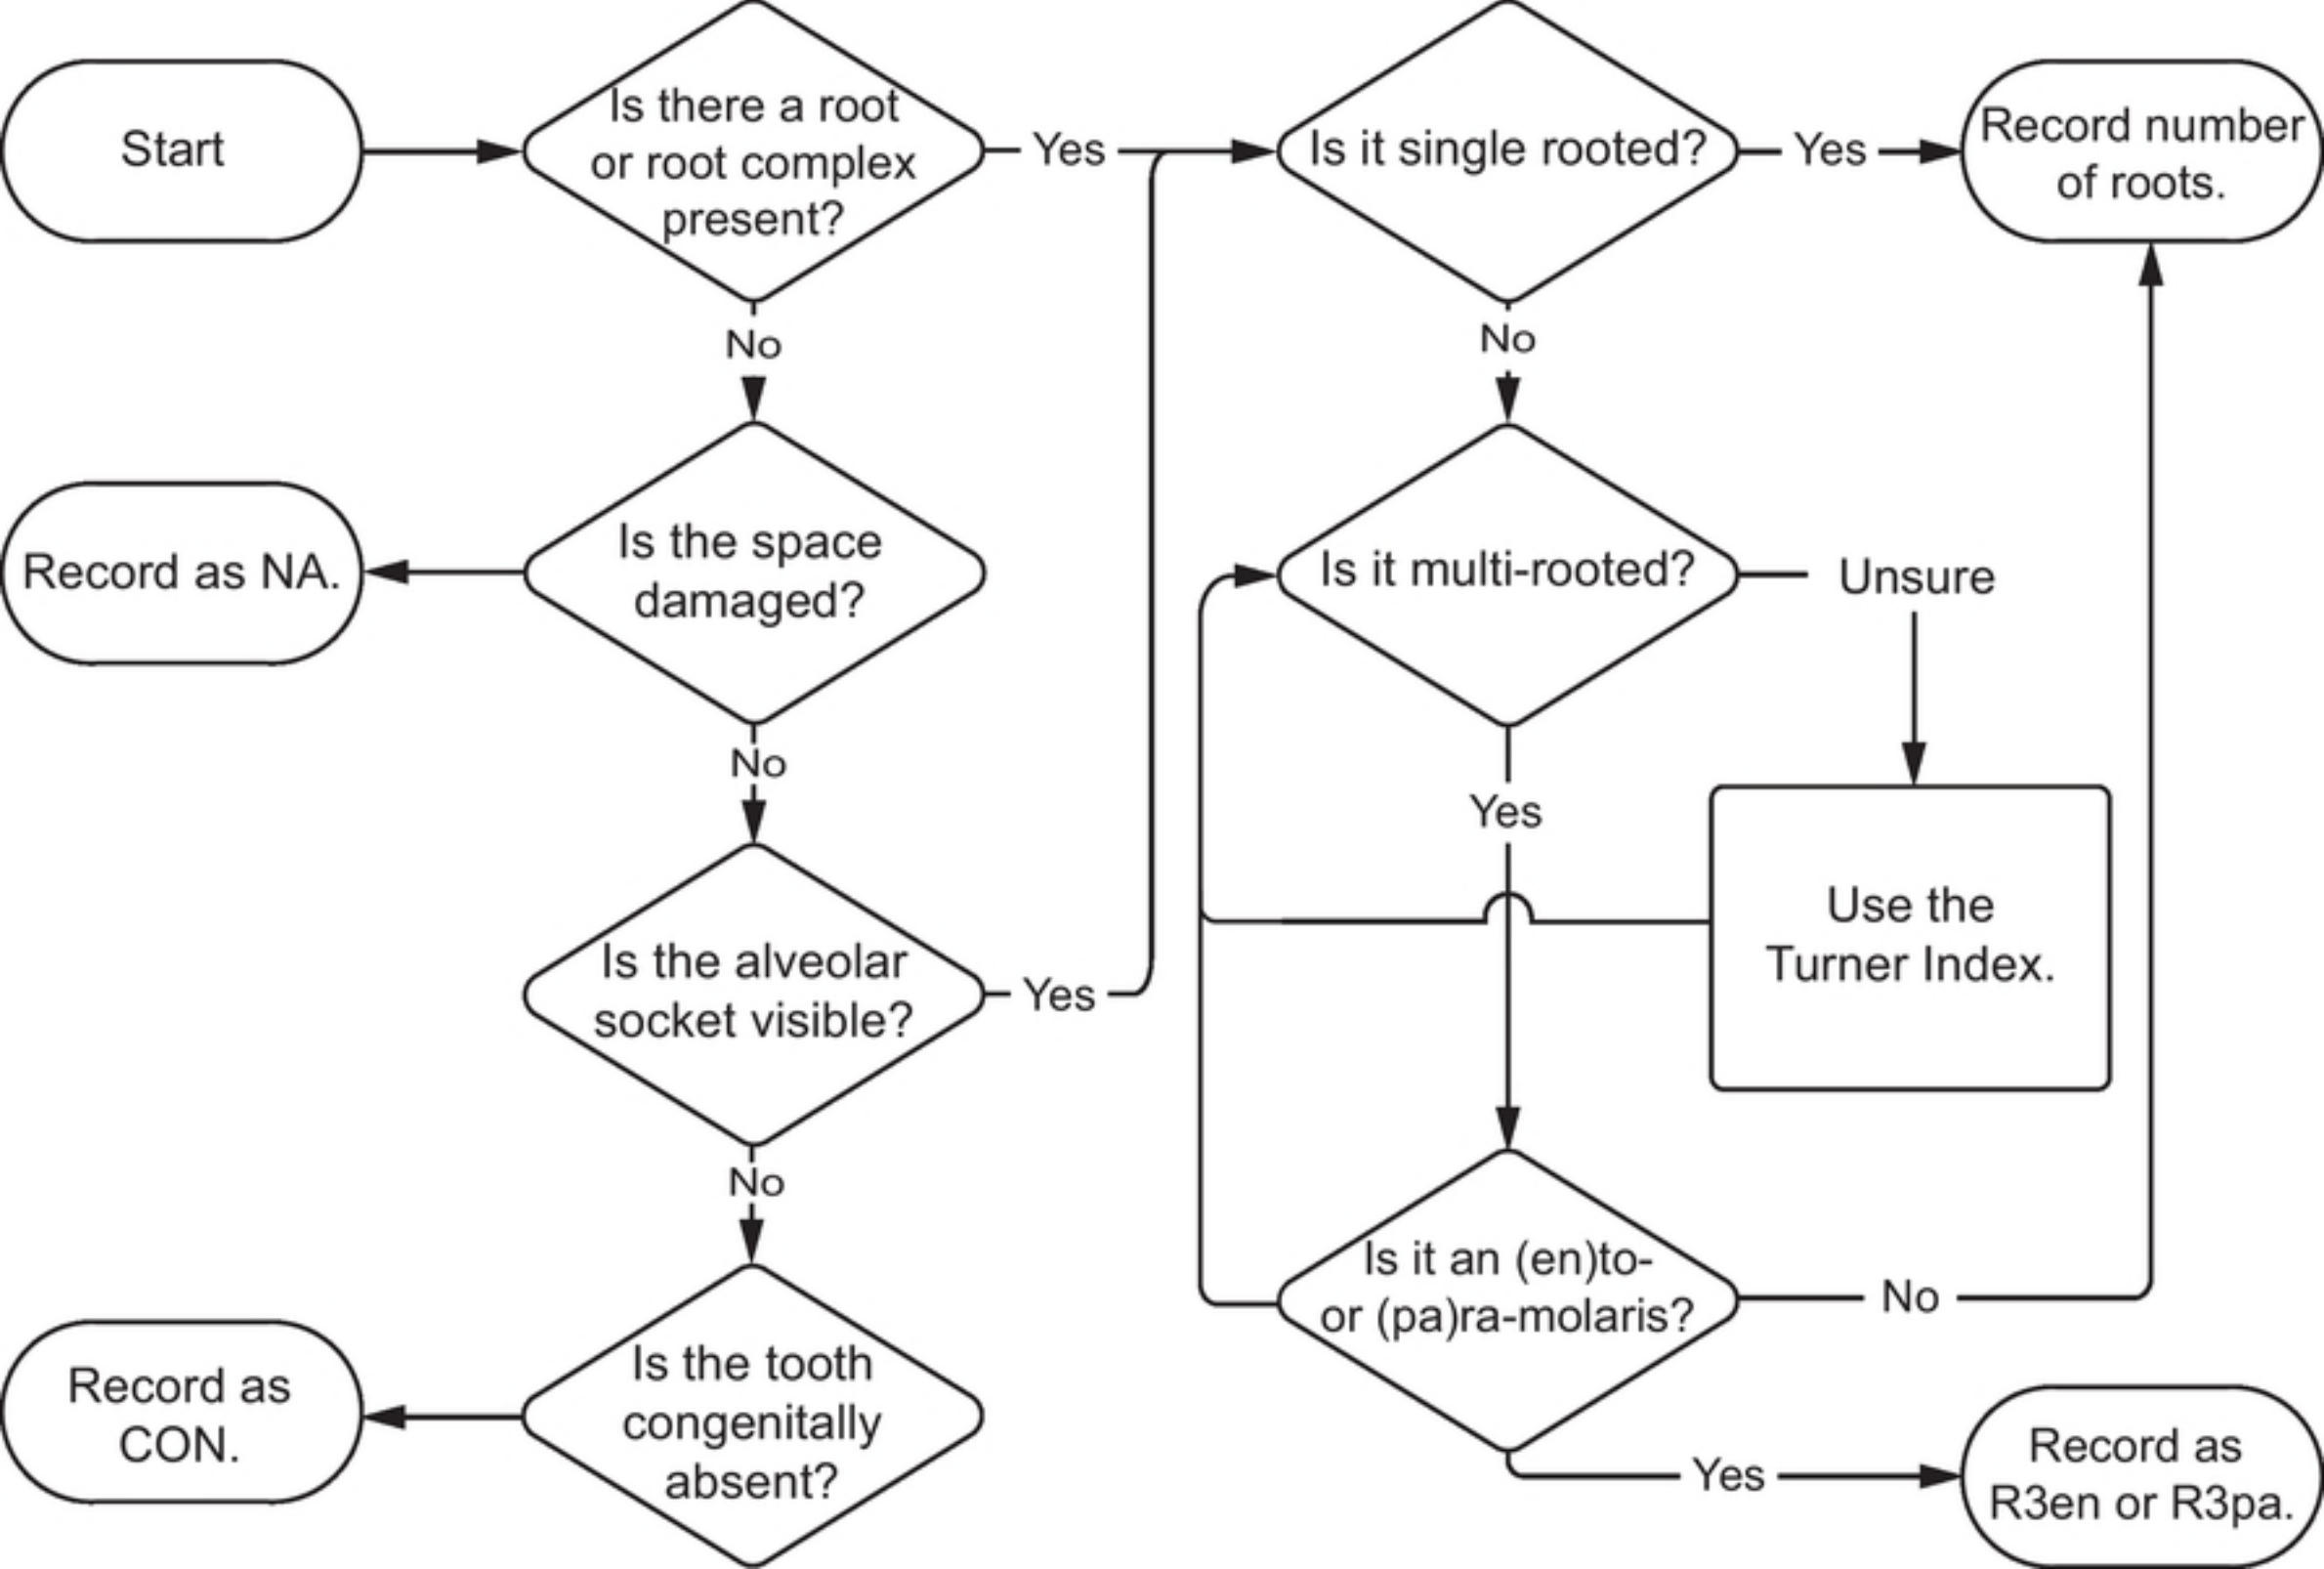 Start
Is there a root
or root complex
present?
Yes
Is it single rooted?
Yes
Record number
of roots.
No
No
Record as NA.
Is the space
damaged?
Is it multi-rooted?
Unsure
No
Yes
Use the
Turner Index.
Is the alveolar
socket visible?
Yes
No
Is it an (en)to-
or (pa)ra-molaris?
No
Record as
CON.
Is the tooth
congenitally
absent?
Yes
Record as
R3en or R3pa.